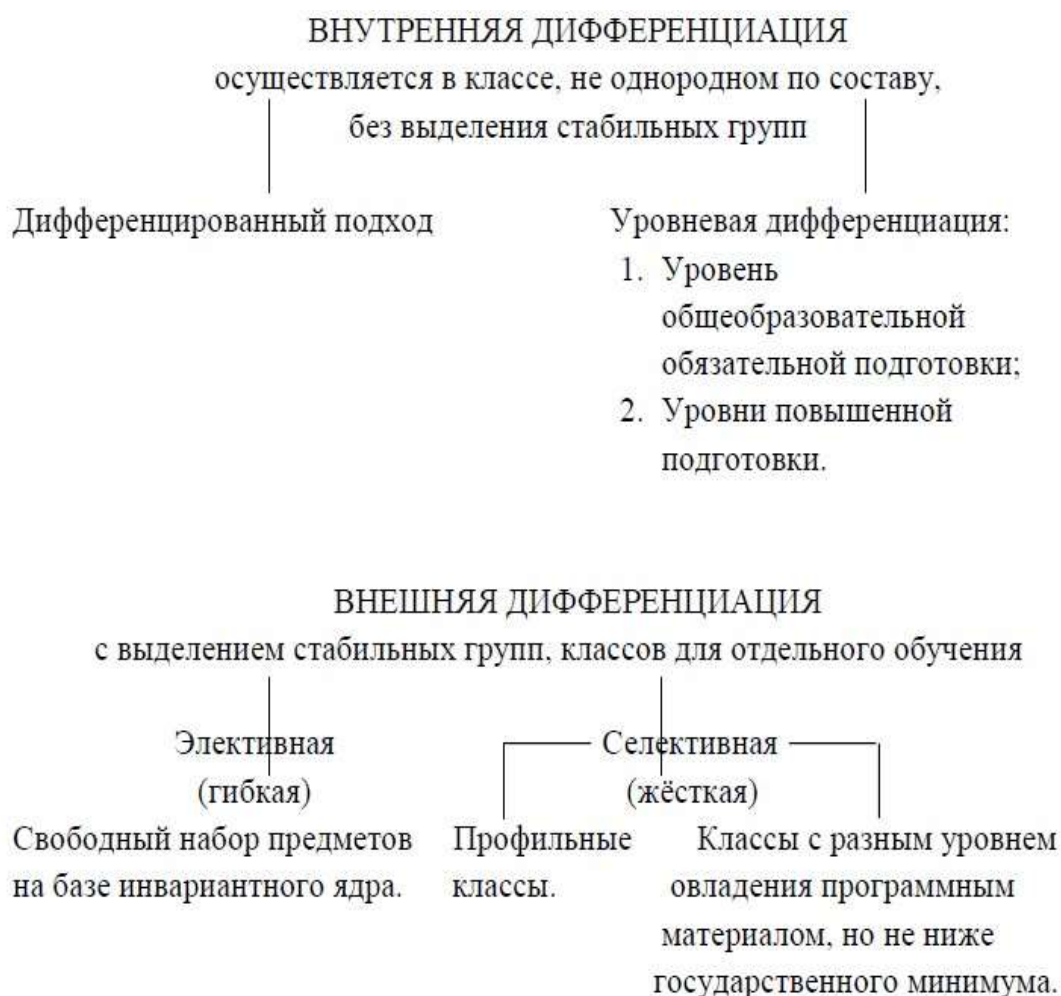 ВНУТРЕННЯЯ ДИФФЕРЕНЦИАЦИЯ
осуществляется в классе, не однородном по составу,
без выделения стабильных групп
Дифференцированный подход
Уровневая дифференциация:
1. Уровень
общеобразовательной
обязательной подготовки;
2. Уровни повышенной
подготовки.
ВНЕШНЯЯ ДИФФЕРЕНЦИАЦИЯ
с выделением стабильных групп, классов для отдельного обучения
Элективная
(гибкая)
Свободный набор предметов
на базе инвариантного ядра.
Селективная
(жёсткая)
Профильные
классы.
Классы с разным уровнем
овладения программным
материалом, но не ниже
государственного минимума.